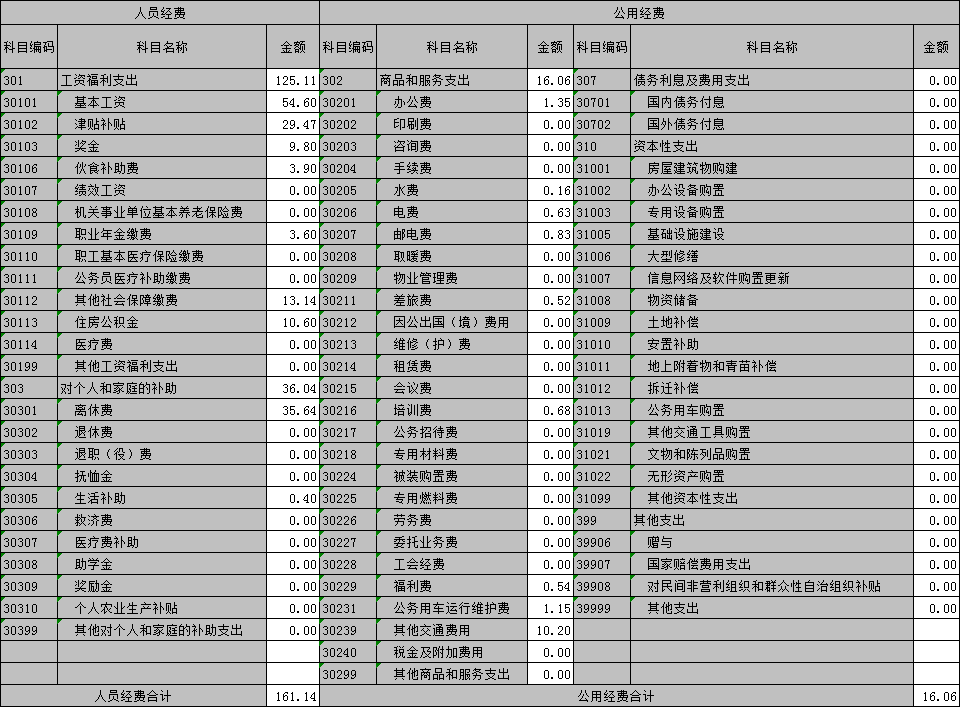 人员经费 公用经费
科目编码 科目名称 金额 科目编码 科目名称 金额 科目编码 科目名称 金额
301 工资福利支出 125.11 302 商品和服务支出 16.06 307 债务利息及费用支出 0.00
30101 基本工资 54.60 30201 办公费 1.35 30701 国内债务付息 0.00
30102 津贴补贴 29.47 30202 印刷费 0.00 30702 国外债务付息 0.00
30103 奖金 9.80 30203 咨询费 0.00 310 资本性支出 0.00
30106 伙食补助费 3.90 30204 手续费 0.00 31001 房屋建筑物购建 0.00
30107 绩效工资 0.00 30205 水费 0.16 31002 办公设备购置 0.00
30108 机关事业单位基本养老保险费 0.00 30206 电费 0.63 31003 专用设备购置 0.00
30109 职业年金缴费 3.60 30207 邮电费 0.83 31005 基础设施建设 0.00
30110 职工基本医疗保险缴费 0.00 30208 取暖费 0.00 31006 大型修缮 0.00
30111 公务员医疗补助缴费 0.00 30209 物业管理费 0.00 31007 信息网络及软件购置更新 0.00
30112 其他社会保障缴费 13.14 30211 差旅费 0.52 31008 物资储备 0.00
30113 住房公积金 10.60 30212 因公出国（境）费用 0.00 31009 土地补偿 0.00
30114 医疗费 0.00 30213 维修（护）费 0.00 31010 安置补助 0.00
30199 其他工资福利支出 0.00 30214 租赁费 0.00 31011 地上附着物和青苗补偿 0.00
303 对个人和家庭的补助 36.04 30215 会议费 0.00 31012 拆迁补偿 0.00
30301 离休费 35.64 30216 培训费 0.68 31013 公务用车购置 0.00
30302 退休费 0.00 30217 公务招待费 0.00 31019 其他交通工具购置 0.00
30303 退职（役）费 0.00 30218 专用材料费 0.00 31021 文物和陈列品购置 0.00
30304 抚恤金 0.00 30224 被装购置费 0.00 31022 无形资产购置 0.00
30305 生活补助 0.40 30225 专用燃料费 0.00 31099 其他资本性支出 0.00
30306 救济费 0.00 30226 劳务费 0.00 399 其他支出 0.00
30307 医疗费补助 0.00 30227 委托业务费 0.00 39906 赠与 0.00
30308 助学金 0.00 30228 工会经费 0.00 39907 国家赔偿费用支出 0.00
30309 奖励金 0.00 30229 福利费 0.54 39908 对民间非营利组织和群众性自治组织补贴 0.00
30310 个人农业生产补贴 0.00 30231 公务用车运行维护费 1.15 39999 其他支出 0.00
30399 其他对个人和家庭的补助支出 0.00 30239 其他交通费用 10.20
30240 税金及附加费用 0.00
30299 其他商品和服务支出 0.00
人员经费合计 161.14 公用经费合计 16.06